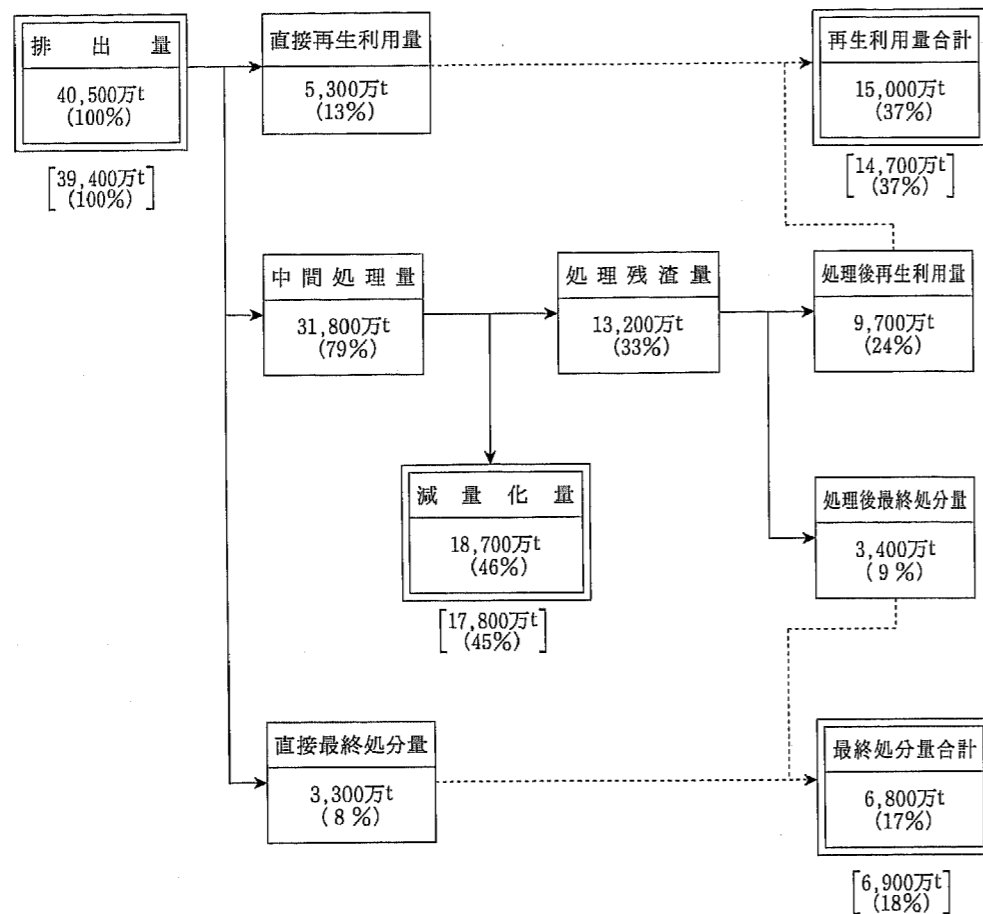 排出量
40,500万t
(100%)
[39,400万t
(100%)]
直接再生利用量
5,300万t
(13%)
再生利用量合計
15,000万t
(37%)
[14,700万t
(37%)]
中間処理量
31,800万t
(79%)
処理残渣量
13,200万t
(33%)
処理後再生利用量
9,700万t
(24%)
減量化量
18,700万t
(46%)
[17,800万t
(45%)]
処理後最終処分量
3,400万t
(9%)
直接最終処分量
3,300万t
(8%)
最終処分量合計
6,800万t
(17%)
[6,900万t
(18%)]